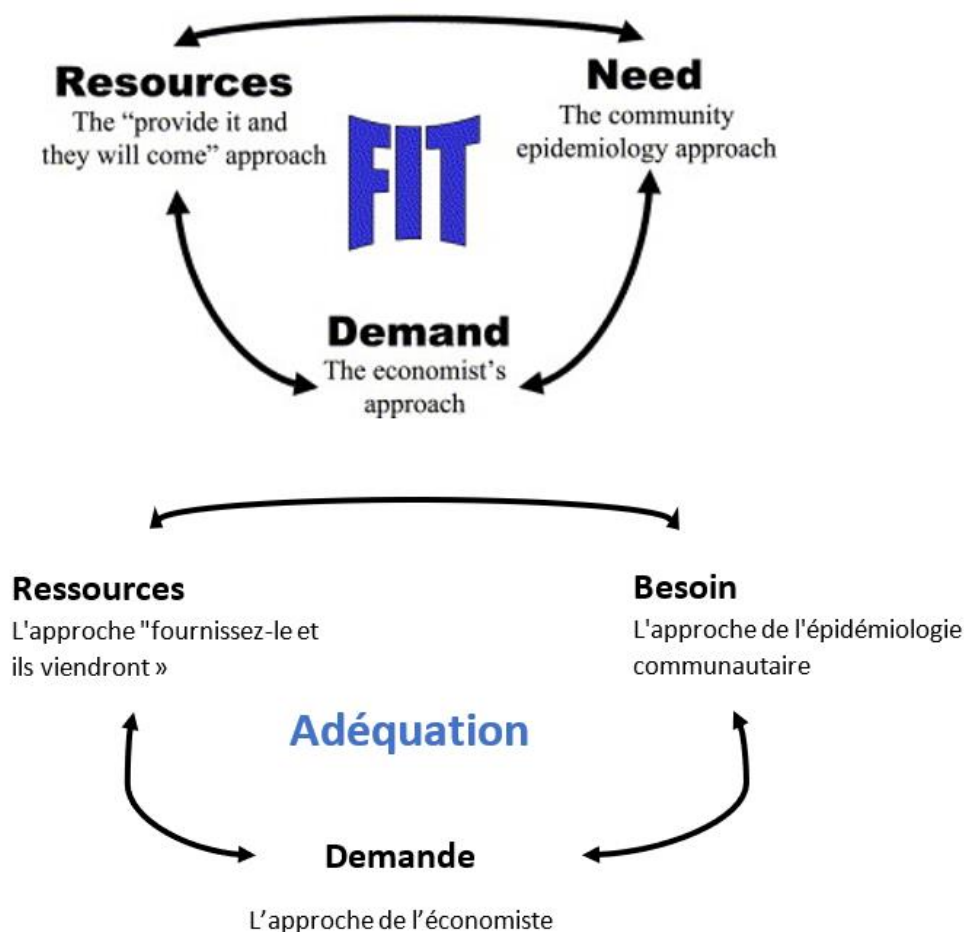 Resources
The “provide it and
they will come” approach
Need
The community
epidemiology approach
FIT
Demand
The economist’s
approach
Ressources
L'approche "fournissez-le et
ils viendront »
Besoin
L'approche de l'épidémiologie
communautaire
Adéquation
Demande
L’approche de l’économiste